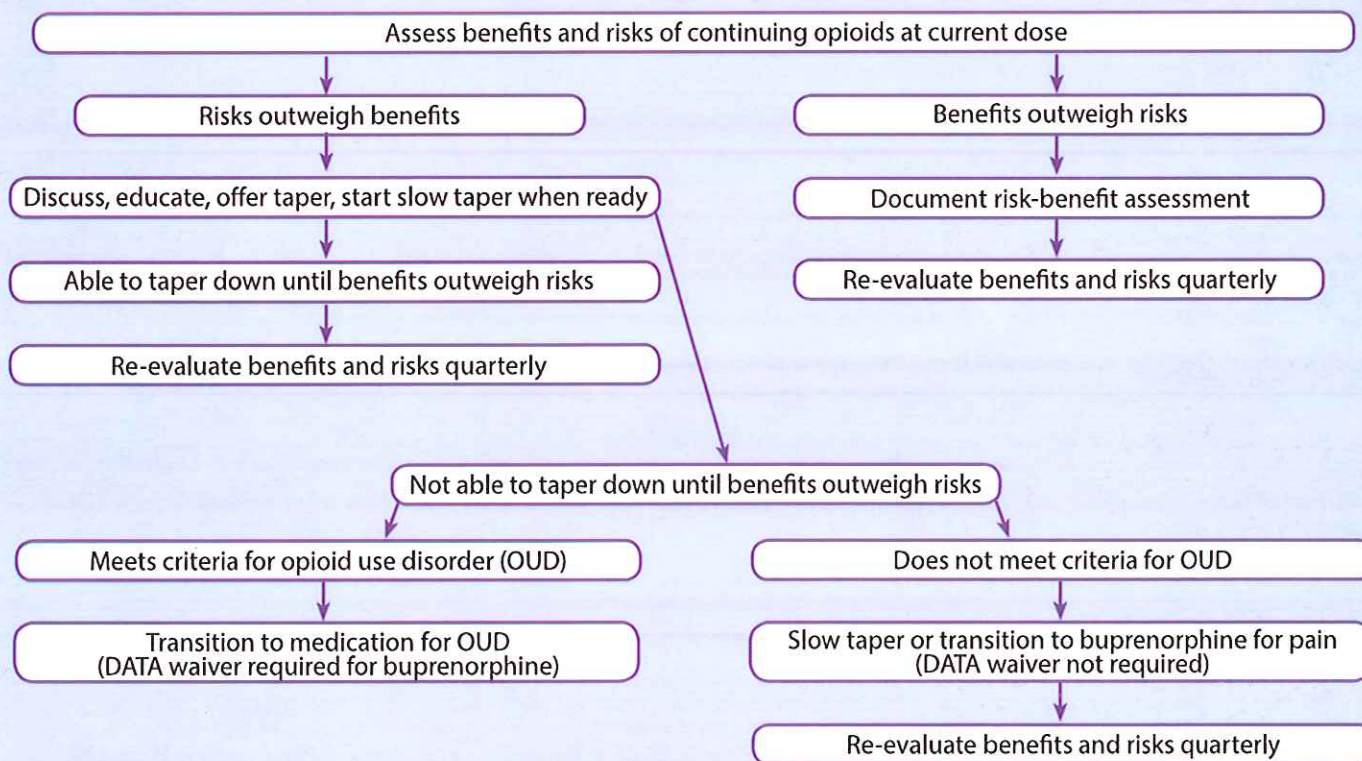 Assess benefits and risks of continuing opioids at current dose
Risks outweigh benefits
Benefits outweigh risks
Discuss, educate, offer taper, start slow taper when ready
Document risk-benefit assessment
Able to taper down until benefits outweigh risks
Re-evaluate benefits and risks quarterly
Re-evaluate benefits and risks quarterly
Not able to taper down until benefits outweigh risks
Meets criteria for opioid use disorder (OUD)
Does not meet criteria for OUD
Transition to medication for OUD
(DATA waiver required for buprenorphine)
Slow taper or transition to buprenorphine for pain
(DATA waiver not required)
Re-evaluate benefits and risks quarterly